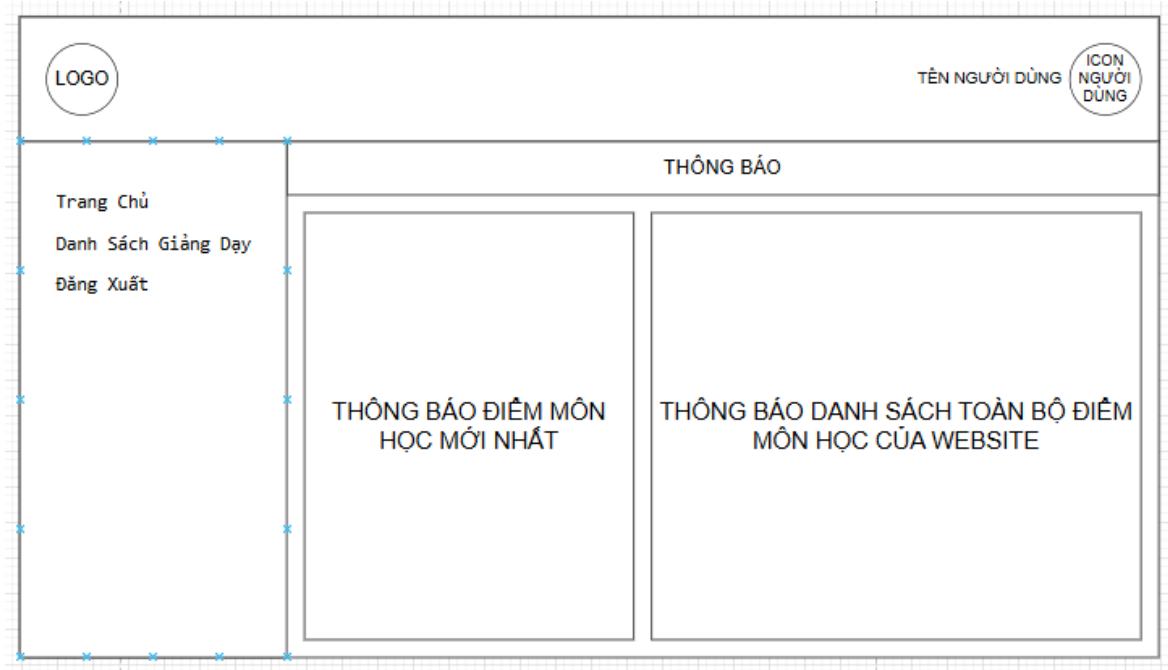 LOGO
TÊN NGƯỜI DÙNG
ICON
NGƯỜI
DÙNG
THÔNG BÁO
Trang Chủ
Danh Sách Giảng Dạy
Đăng Xuất
THÔNG BÁO ĐIỂM MÔN
HỌC MỚI NHẤT
THÔNG BÁO DANH SÁCH TOÀN BỘ ĐIỂM
MÔN HỌC CỦA WEBSITE